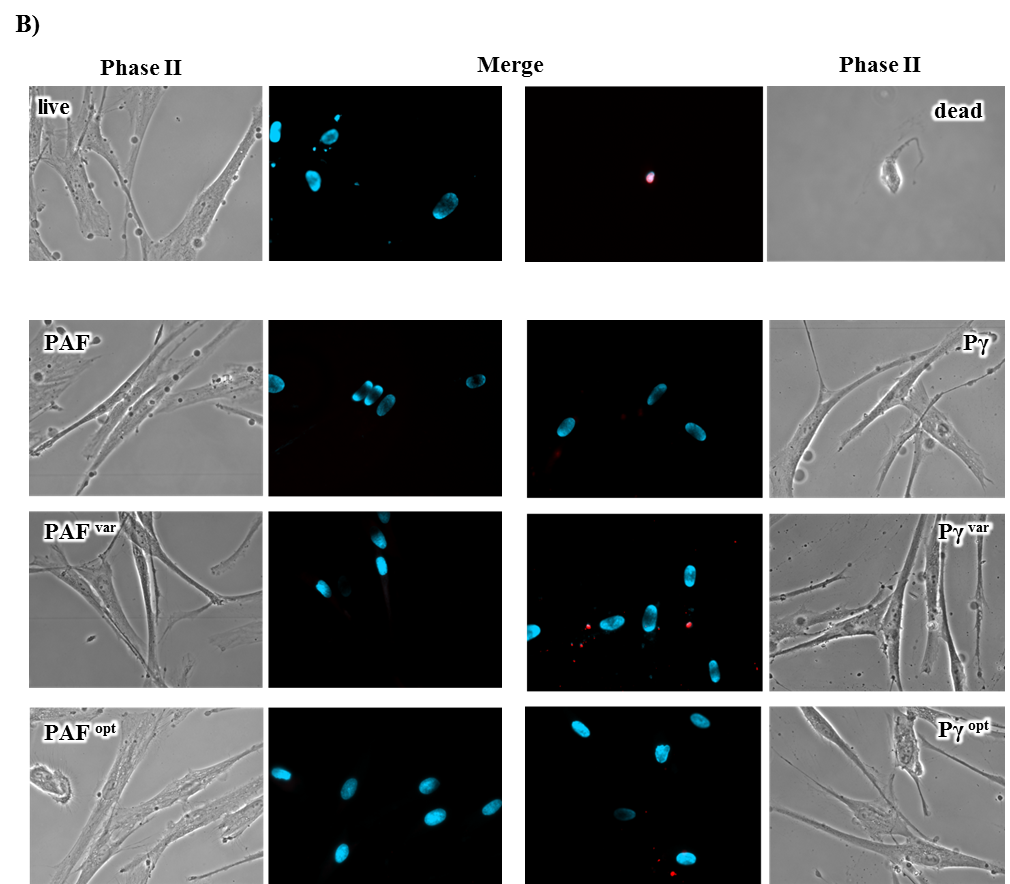 B)
Phase II Merge Phase II
live dead
PAF Pγ
PAF var Pγ var
PAF opt Pγ opt